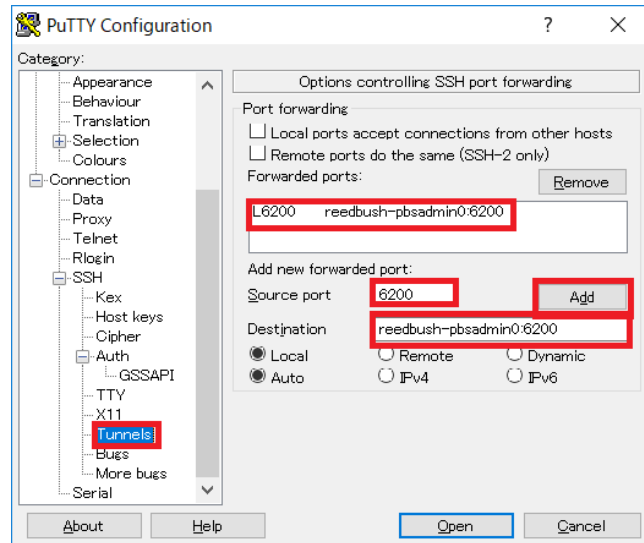 PuTTY Configuration
Category:
Appearance
Behaviour
Translation
Selection
Colours
Connection
Data
Proxy
Telnet
Rlogin
SSH
Kex
Host keys
Cipher
Auth
GSSAPI
TTY
X11
Tunnels
Bugs
More bugs
Serial
Options controlling SSH port forwarding
Port forwarding
Local ports accept connections from other hosts
Remote ports do the same (SSH-2 only)
Forwarded ports:
Remove
L6200 reedbush-pbsadmin0:6200
Add new forwarded port:
Source port 6200 Add
Destination reedbush-pbsadmin0:6200
Local Remote Dynamic
Auto IPv4 IPv6
About Help Open Cancel